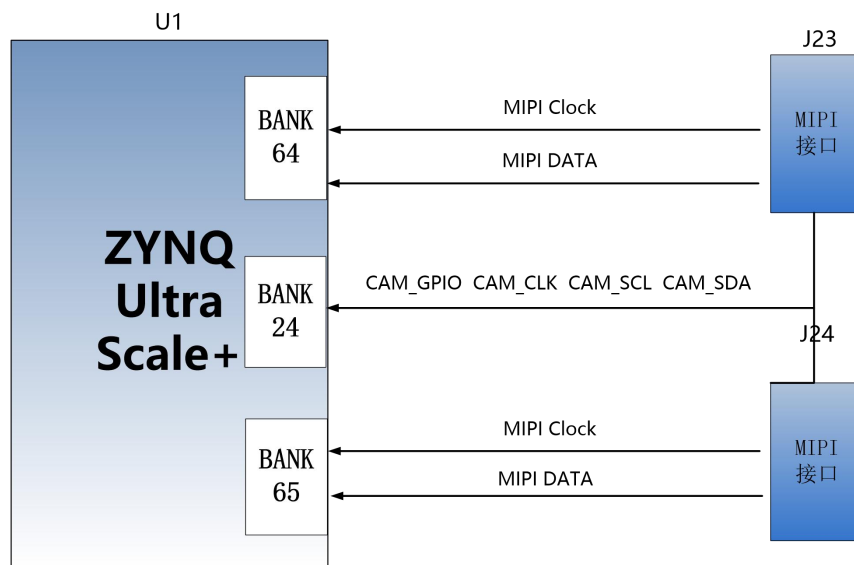 U1
J23
BANK
64
MIPI Clock
MIPI DATA
MIPI
接口
ZYNQ
Ultra
Scale+
BANK
24
CAM_GPIO CAM_CLK CAM_SCL CAM_SDA
J24
BANK
65
MIPI Clock
MIPI DATA
MIPI
接口